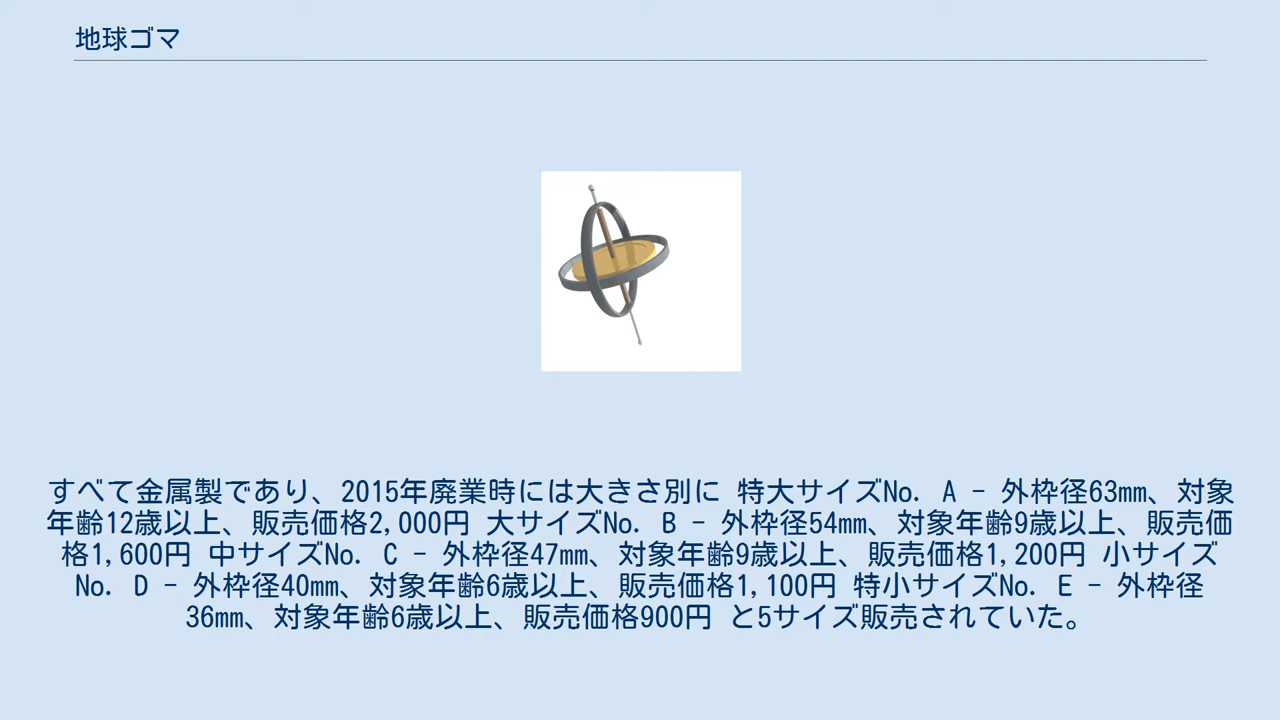 地球ゴマ
すべて金属製であり、2015年廃業時には大きさ別に 特大サイズNo. A - 外枠径63mm、対象
年齢12歳以上、販売価格2,000円 大サイズNo. B - 外枠径54mm、対象年齢9歳以上、販売価
格1,600円 中サイズNo. C - 外枠径47mm、対象年齢9歳以上、販売価格1,200円 小サイズ
No. D - 外枠径40mm、対象年齢6歳以上、販売価格1,100円 特小サイズNo. E - 外枠径
36mm、対象年齢6歳以上、販売価格900円 と5サイズ販売されていた。